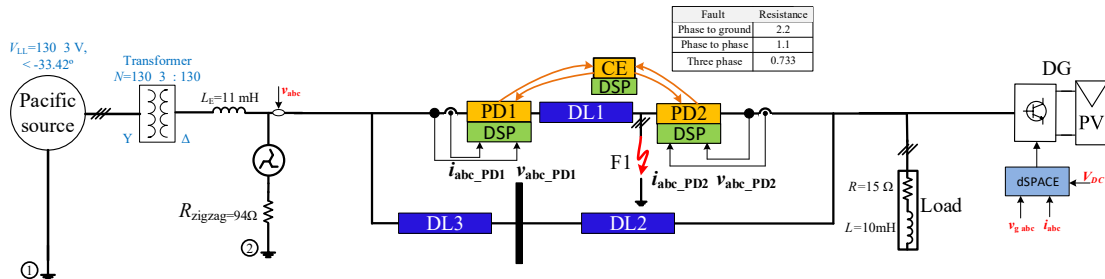 V_LL=130 3 V,
< -33.42º
Pacific
source
1
Transformer
N=130 3 : 130
Y Δ
L_E=11 mH
v_abc
R_zigzag=94Ω
2
PD1
DSP
i_abc_PD1 v_abc_PD1
DL1
CE
DSP
PD2
DSP
F1
i_abc_PD2 v_abc_PD2
DL3
DL2
Fault Resistance
Phase to ground 2.2
Phase to phase 1.1
Three phase 0.733
R=15 Ω
L=10mH
Load
DG
PV
dSPACE
V_DC
v_g abc i_abc